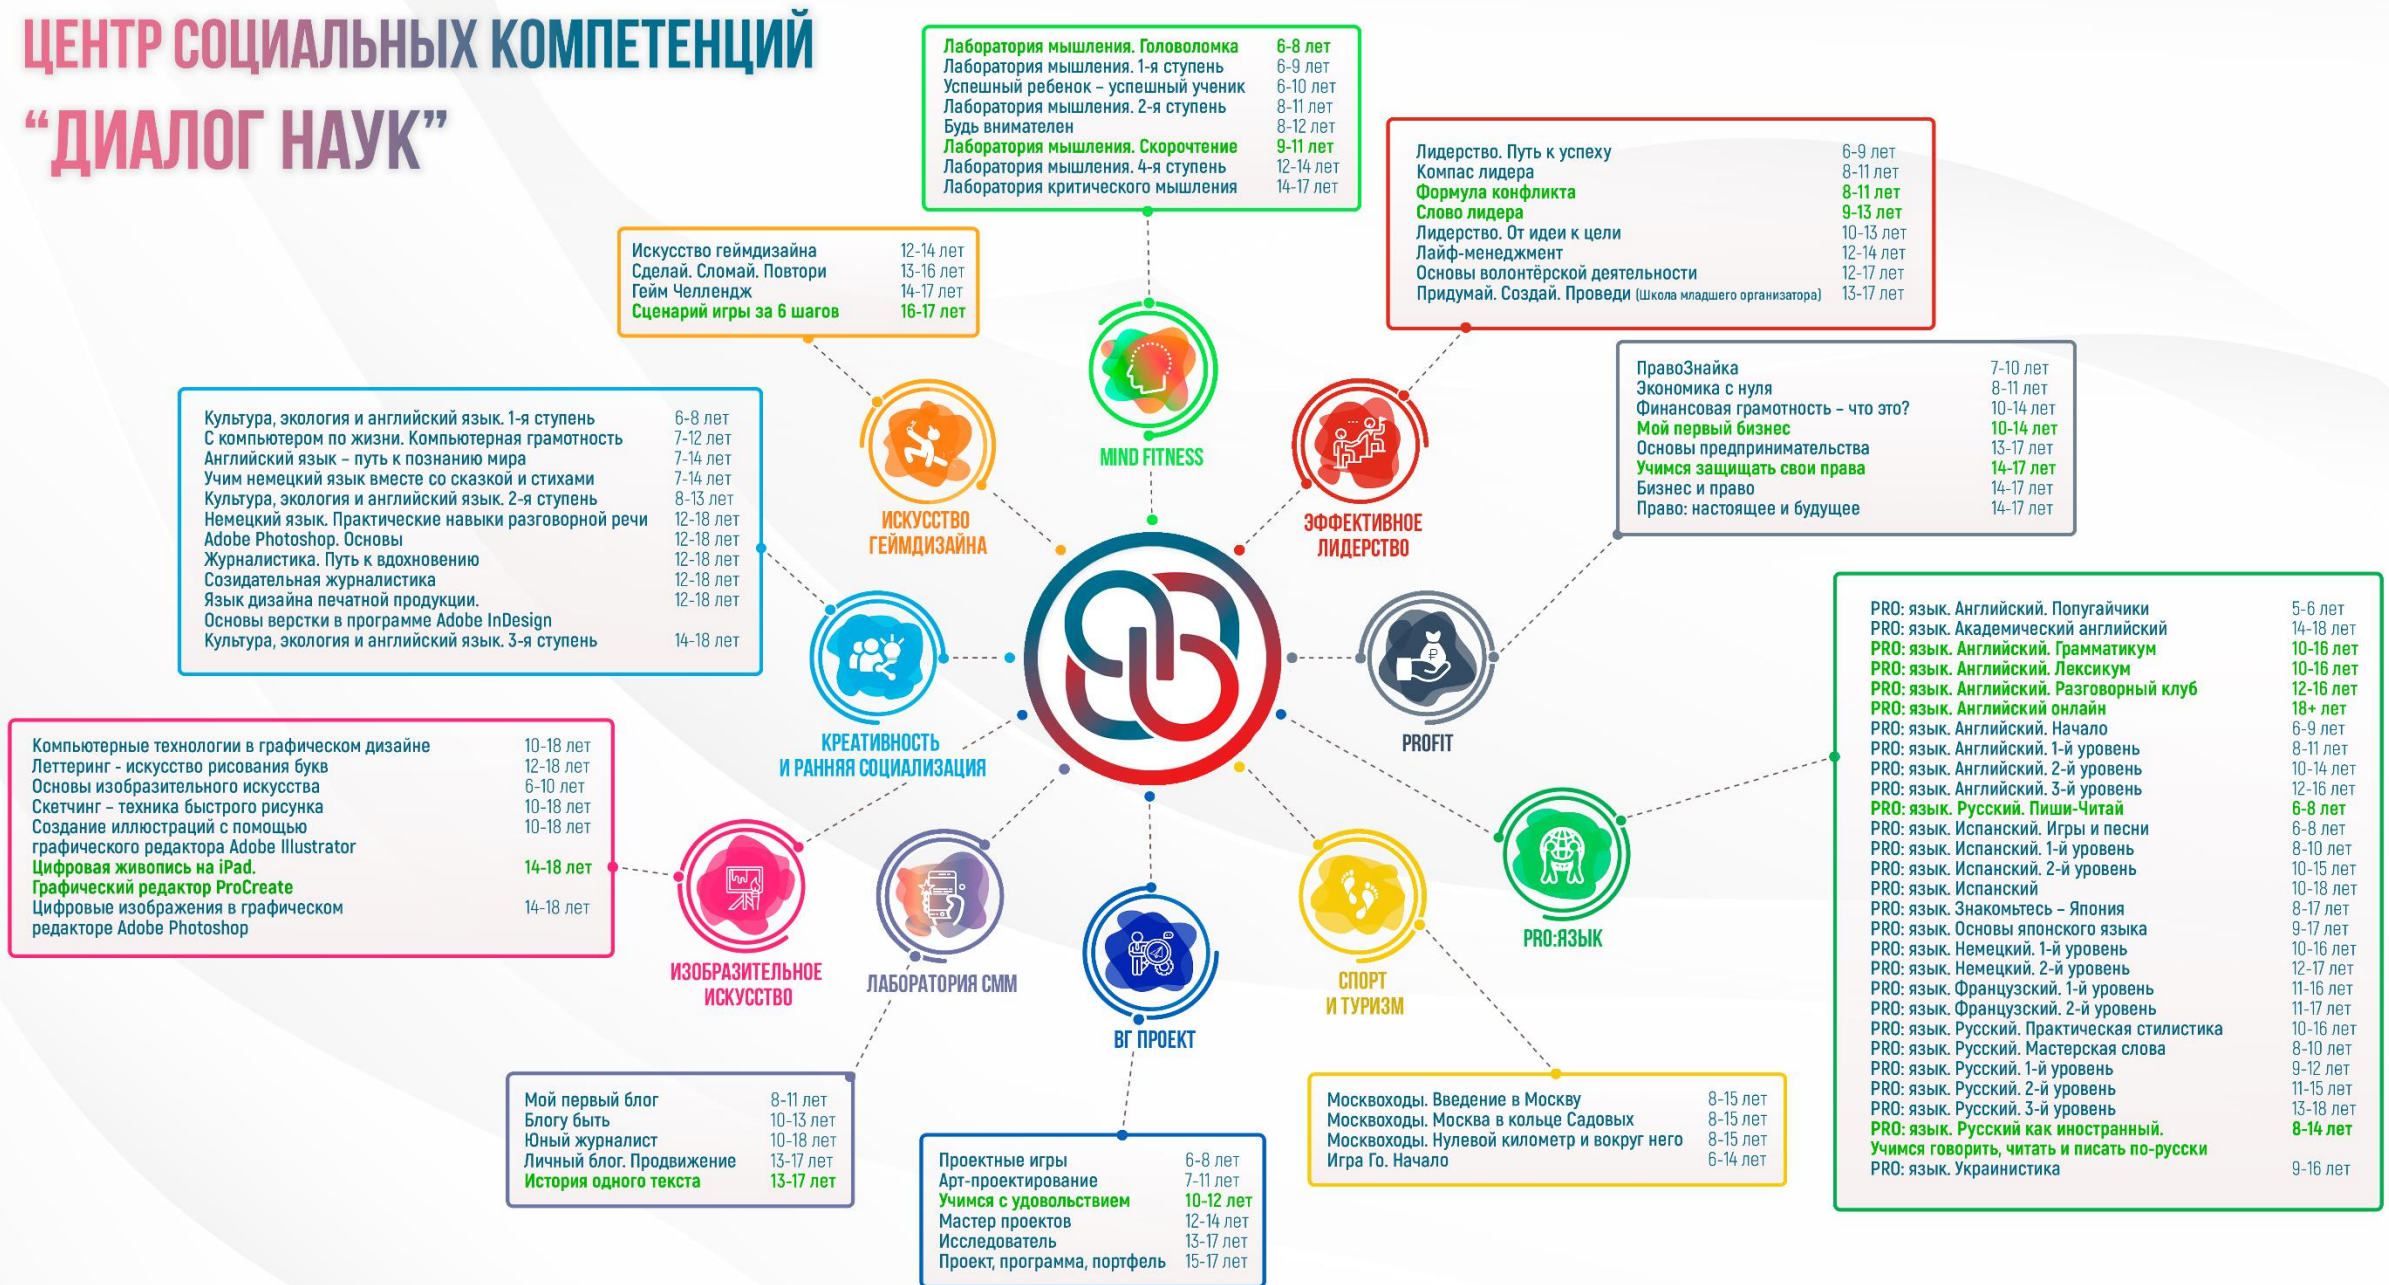 ЦЕНТР СОЦИАЛЬНЫХ КОМПЕТЕНЦИЙ
“ДИАЛОГ НАУК”
Лаборатория мышления. Головоломка 6-8 лет
Лаборатория мышления. 1-я ступень 6-9 лет
Успешный ребенок – успешный ученик 6-10 лет
Лаборатория мышления. 2-я ступень 8-11 лет
Будь внимателен 8-12 лет
Лаборатория мышления. Скорочтение 9-11 лет
Лаборатория мышления. 4-я ступень 12-14 лет
Лаборатория критического мышления 14-17 лет
MIND FITNESS
Лидерство. Путь к успеху 6-9 лет
Компас лидера 8-11 лет
Формула конфликта 8-11 лет
Слово лидера 9-13 лет
Лидерство. От идеи к цели 10-13 лет
Лайф-менеджмент 12-14 лет
Основы волонтёрской деятельности 12-17 лет
Придумай. Создай. Проведи (Школа младшего организатора) 13-17 лет
ЭФФЕКТИВНОЕ
ЛИДЕРСТВО
Искусство геймдизайна 12-14 лет
Сделай. Сломай. Повтори 13-16 лет
Гейм Челлендж 14-17 лет
Сценарий игры за 6 шагов 16-17 лет
ИСКУССТВО
ГЕЙМДИЗАЙНА
ПравоЗнайка 7-10 лет
Экономика с нуля 8-11 лет
Финансовая грамотность – что это? 10-14 лет
Мой первый бизнес 10-14 лет
Основы предпринимательства 13-17 лет
Учимся защищать свои права 14-17 лет
Бизнес и право 14-17 лет
Право: настоящее и будущее 14-17 лет
PROFIT
Культура, экология и английский язык. 1-я ступень 6-8 лет
С компьютером по жизни. Компьютерная грамотность 7-12 лет
Английский язык – путь к познанию мира 7-14 лет
Учим немецкий язык вместе со сказкой и стихами 7-14 лет
Культура, экология и английский язык. 2-я ступень 8-13 лет
Немецкий язык. Практические навыки разговорной речи 12-18 лет
Adobe Photoshop. Основы 12-18 лет
Журналистика. Путь к вдохновению 12-18 лет
Созидательная журналистика 12-18 лет
Язык дизайна печатной продукции. 12-18 лет
Основы верстки в программе Adobe InDesign
Культура, экология и английский язык. 3-я ступень 14-18 лет
КРЕАТИВНОСТЬ
И РАННЯЯ СОЦИАЛИЗАЦИЯ
PRO: язык. Английский. Попугайчики 5-6 лет
PRO: язык. Академический английский 14-18 лет
PRO: язык. Английский. Грамматикум 10-16 лет
PRO: язык. Английский. Лексикум 10-16 лет
PRO: язык. Английский. Разговорный клуб 12-16 лет
PRO: язык. Английский онлайн 18+ лет
PRO: язык. Английский. Начало 6-9 лет
PRO: язык. Английский. 1-й уровень 8-11 лет
PRO: язык. Английский. 2-й уровень 10-14 лет
PRO: язык. Английский. 3-й уровень 12-16 лет
PRO: язык. Русский. Пиши-Читай 6-8 лет
PRO: язык. Испанский. Игры и песни 6-8 лет
PRO: язык. Испанский. 1-й уровень 8-10 лет
PRO: язык. Испанский. 2-й уровень 10-15 лет
PRO: язык. Испанский 10-18 лет
PRO: язык. Знакомьтесь – Япония 8-17 лет
PRO: язык. Основы японского языка 9-17 лет
PRO: язык. Немецкий. 1-й уровень 10-16 лет
PRO: язык. Немецкий. 2-й уровень 12-17 лет
PRO: язык. Французский. 1-й уровень 11-16 лет
PRO: язык. Французский. 2-й уровень 11-17 лет
PRO: язык. Русский. Практическая стилистика 10-16 лет
PRO: язык. Русский. Мастерская слова 8-10 лет
PRO: язык. Русский. 1-й уровень 9-12 лет
PRO: язык. Русский. 2-й уровень 11-15 лет
PRO: язык. Русский. 3-й уровень 13-18 лет
PRO: язык. Русский как иностранный. 8-14 лет
Учимся говорить, читать и писать по-русски
PRO: язык. Украинистика 9-16 лет
PRO:ЯЗЫК
Компьютерные технологии в графическом дизайне 10-18 лет
Леттеринг - искусство рисования букв 12-18 лет
Основы изобразительного искусства 6-10 лет
Скетчинг – техника быстрого рисунка 10-18 лет
Создание иллюстраций с помощью 10-18 лет
графического редактора Adobe Illustrator
Цифровая живопись на iPad. 14-18 лет
Графический редактор ProCreate
Цифровые изображения в графическом 14-18 лет
редакторе Adobe Photoshop
ИЗОБРАЗИТЕЛЬНОЕ
ИСКУССТВО
ЛАБОРАТОРИЯ СММ
ВГ ПРОЕКТ
СПОРТ
И ТУРИЗМ
Мой первый блог 8-11 лет
Блогу быть 10-13 лет
Юный журналист 10-18 лет
Личный блог. Продвижение 13-17 лет
История одного текста 13-17 лет
Проектные игры 6-8 лет
Арт-проектирование 7-11 лет
Учимся с удовольствием 10-12 лет
Мастер проектов 12-14 лет
Исследователь 13-17 лет
Проект, программа, портфель 15-17 лет
Москвоходы. Введение в Москву 8-15 лет
Москвоходы. Москва в кольце Садовых 8-15 лет
Москвоходы. Нулевой километр и вокруг него 8-15 лет
Игра Го. Начало 6-14 лет